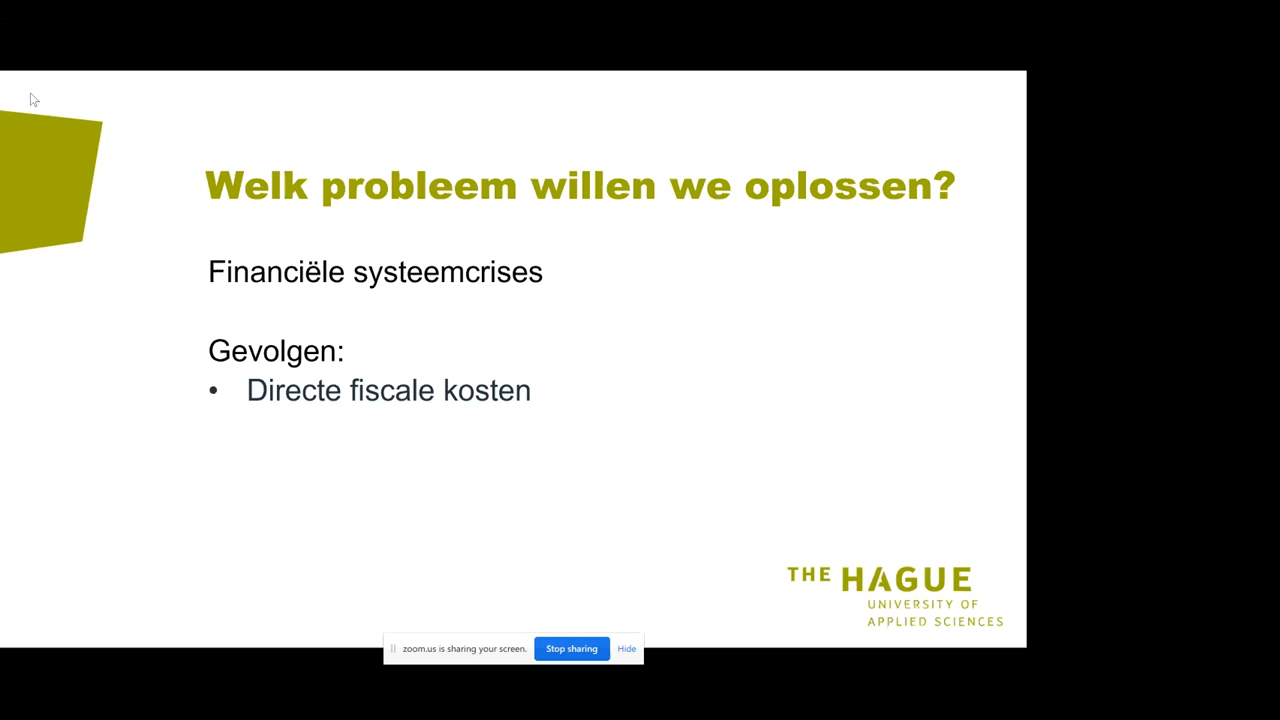 Welk probleem willen we oplossen?
Financiële systeemcrises
Gevolgen:
• Directe fiscale kosten
THE HAGUE
UNIVERSITY OF
APPLIED SCIENCES
zoom.us is sharing your screen. Stop sharing Hide